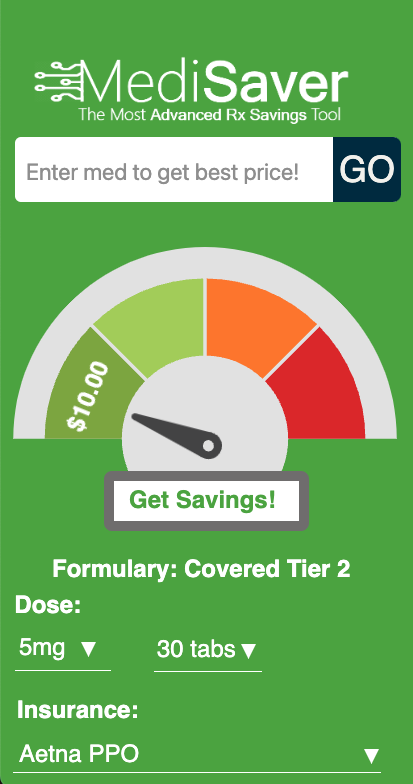 MediSaver
The Most Advanced Rx Savings Tool
Enter med to get best price! GO
$10.00
Get Savings!
Formulary: Covered Tier 2
Dose:
5mg ▼ 30 tabs ▼
Insurance:
Aetna PPO ▼